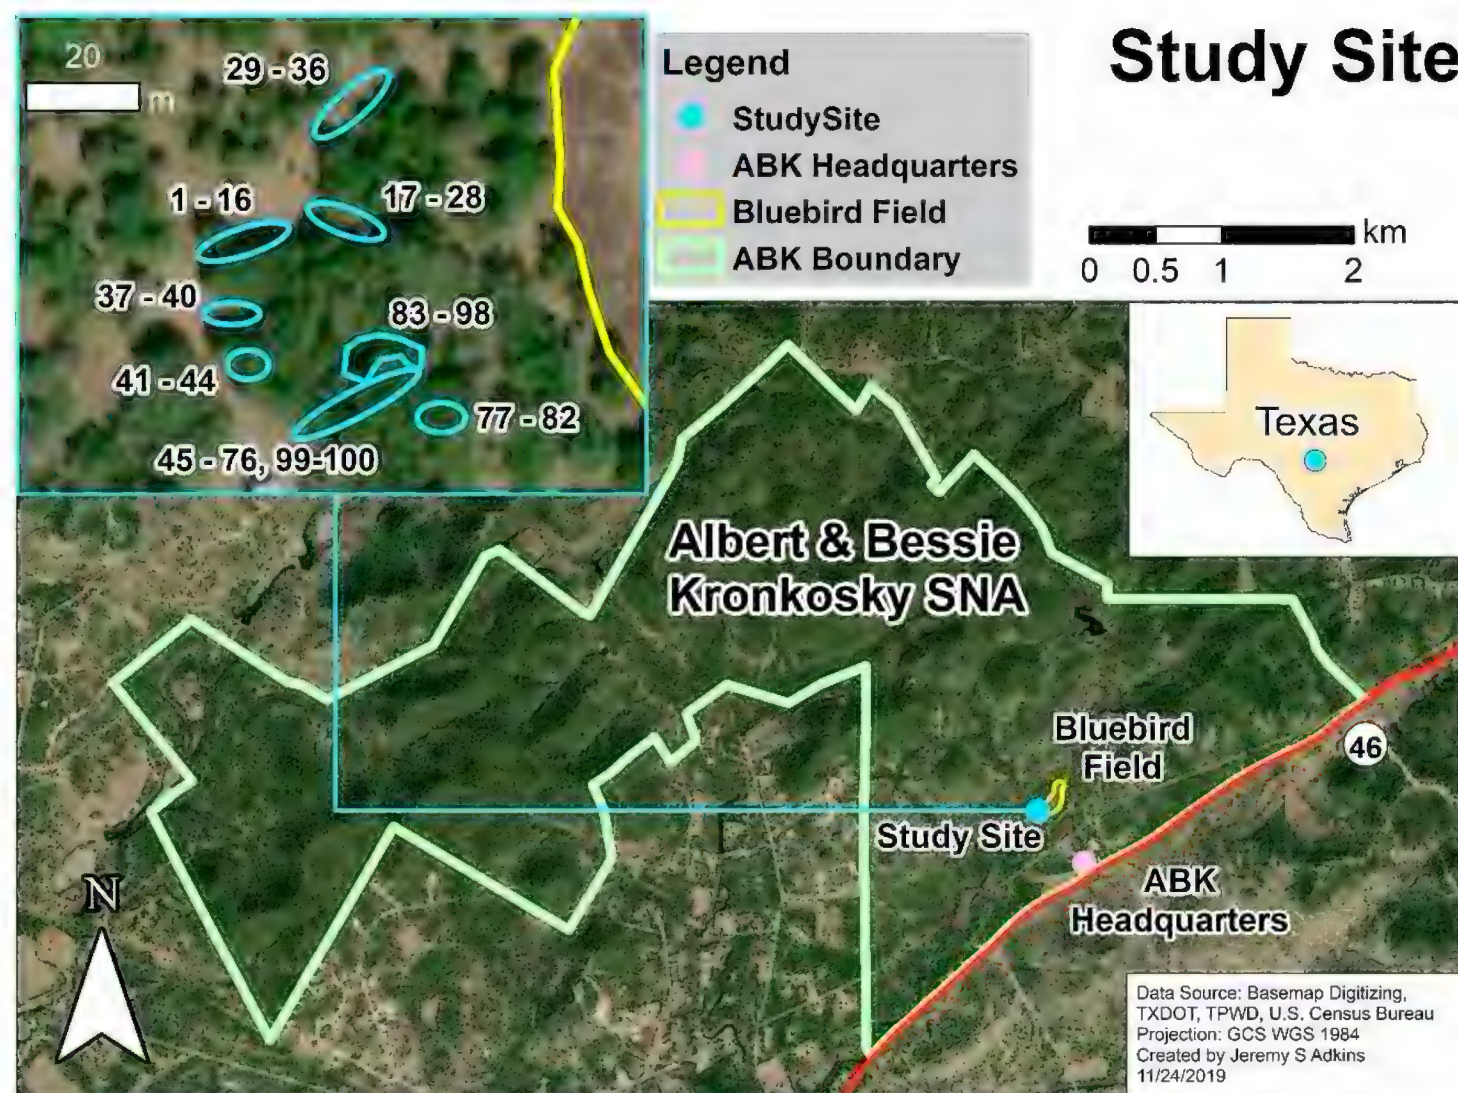 Study Site
20
m
29 - 36
1 - 16
17 - 28
37 - 40
83 - 98
41 - 44
77 - 82
45 - 76, 99-100
Legend
StudySite
ABK Headquarters
Bluebird Field
ABK Boundary
km
0 0.5 1 2
Texas
Albert & Bessie
Kronkosky SNA
Bluebird
Field
46
Study Site
ABK
Headquarters
N
Data Source: Basemap Digitizing,
TXDOT, TPWD, U.S. Census Bureau
Projection: GCS WGS 1984
Created by Jeremy S Adkins
11/24/2019